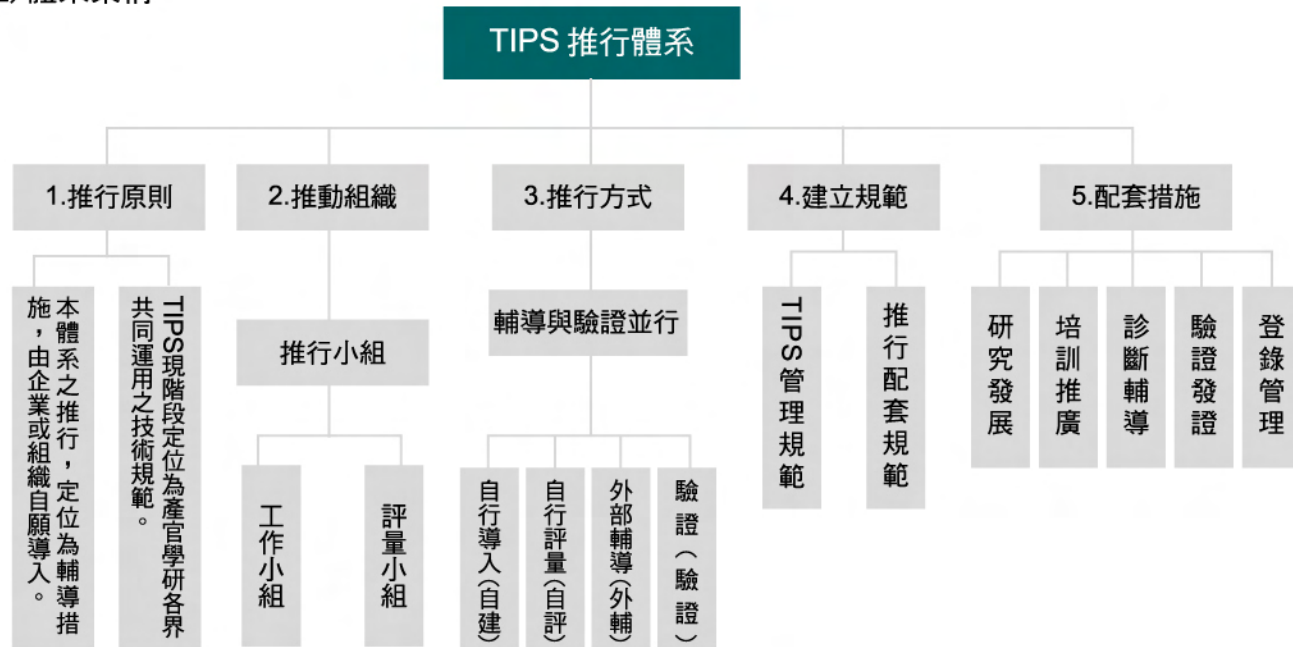 TIPS 推行體系
1.推行原則
2.推動組織
3.推行方式
4.建立規範
5.配套措施
本體系之推行，定位為輔導措
施，由企業或組織自願導入。
TIPS現階段定位為產官學研各界
共同運用之技術規範。
推行小組
工作小組
評量小組
輔導與驗證並行
自行導入(自建)
自行評量(自評)
外部輔導(外輔)
驗證(驗證)
TIPS管理規範
推行配套規範
研究發展
培訓推廣
診斷輔導
驗證發證
登錄管理